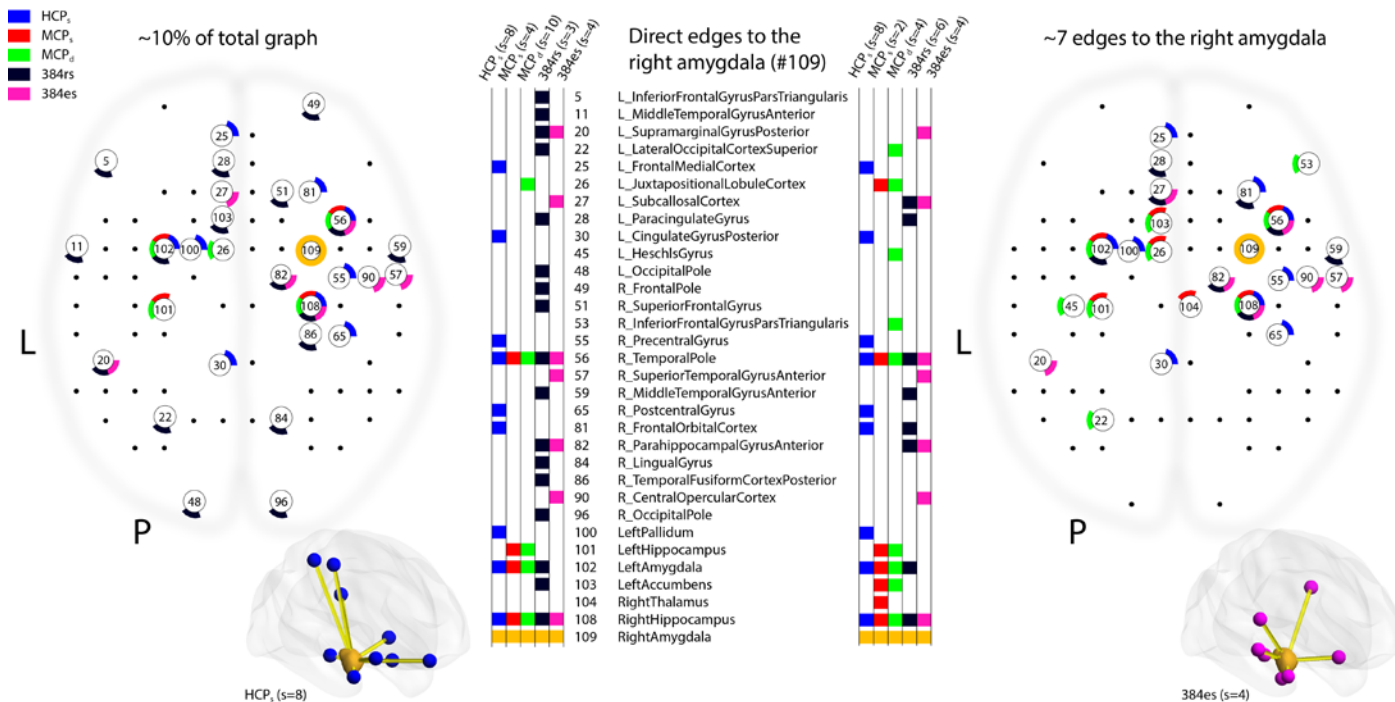 HCPs
MCPs
MCPd
384rs
384es
~10% of total graph
HCPs (s=8)
MCPs (s=4)
MCPd (s=10)
384rs (s=3)
384es (s=4)
Direct edges to the
right amygdala (#109)
HCPs (s=8)
MCPs (s=2)
MCPd (s=4)
384rs (s=6)
384es (s=4)
~7 edges to the right amygdala
5 L_InferiorFrontalGyrusParsTriangularis
11 L_MiddleTemporalGyrusAnterior
20 L_SupramarginalGyrusPosterior
22 L_LateralOccipitalCortexSuperior
25 L_FrontalMedialCortex
26 L_JuxtapositionalLobuleCortex
27 L_SubcallosalCortex
28 L_ParacingulateGyrus
30 L_CingulateGyrusPosterior
45 L_HeschlsGyrus
48 L_OccipitalPole
49 R_FrontalPole
51 R_SuperiorFrontalGyrus
53 R_InferiorFrontalGyrusParsTriangularis
55 R_PrecentralGyrus
56 R_TemporalPole
57 R_SuperiorTemporalGyrusAnterior
59 R_MiddleTemporalGyrusAnterior
65 R_PostcentralGyrus
81 R_FrontalOrbitalCortex
82 R_ParahippocampalGyrusAnterior
84 R_LingualGyrus
86 R_TemporalFusiformCortexPosterior
90 R_CentralOpercularCortex
96 R_OccipitalPole
100 LeftPallidum
101 LeftHippocampus
102 LeftAmygdala
103 LeftAccumbens
104 RightThalamus
108 RightHippocampus
109 RightAmygdala
49
25
5
28
27
51
81
103
56
11
102
100
26
109
59
82
55
90
57
101
108
86
65
L
20
30
22
84
48
96
P
HCPs (s=8)
25
28
53
27
81
103
56
102
100
26
109
59
82
55
90
57
45
101
104
108
65
L
20
30
22
P
384es (s=4)